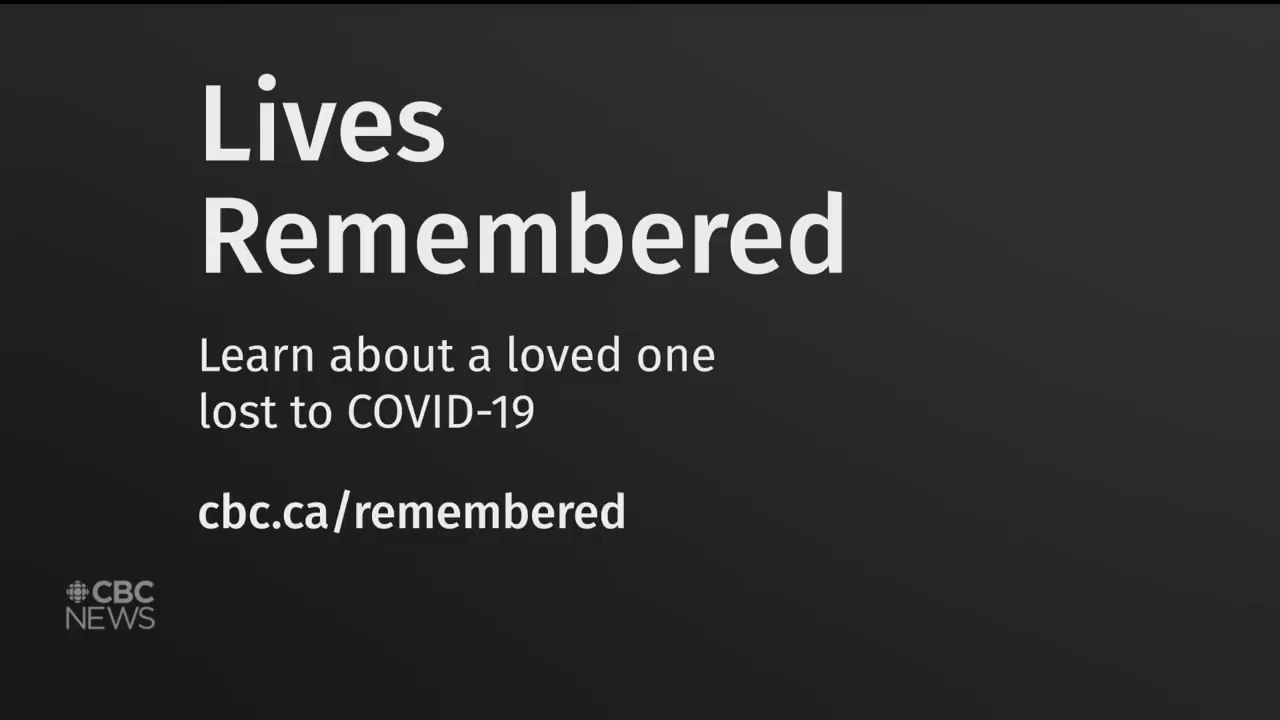 Lives
Remembered
Learn about a loved one
lost to COVID-19
cbc.ca/remembered
CBC
NEWS